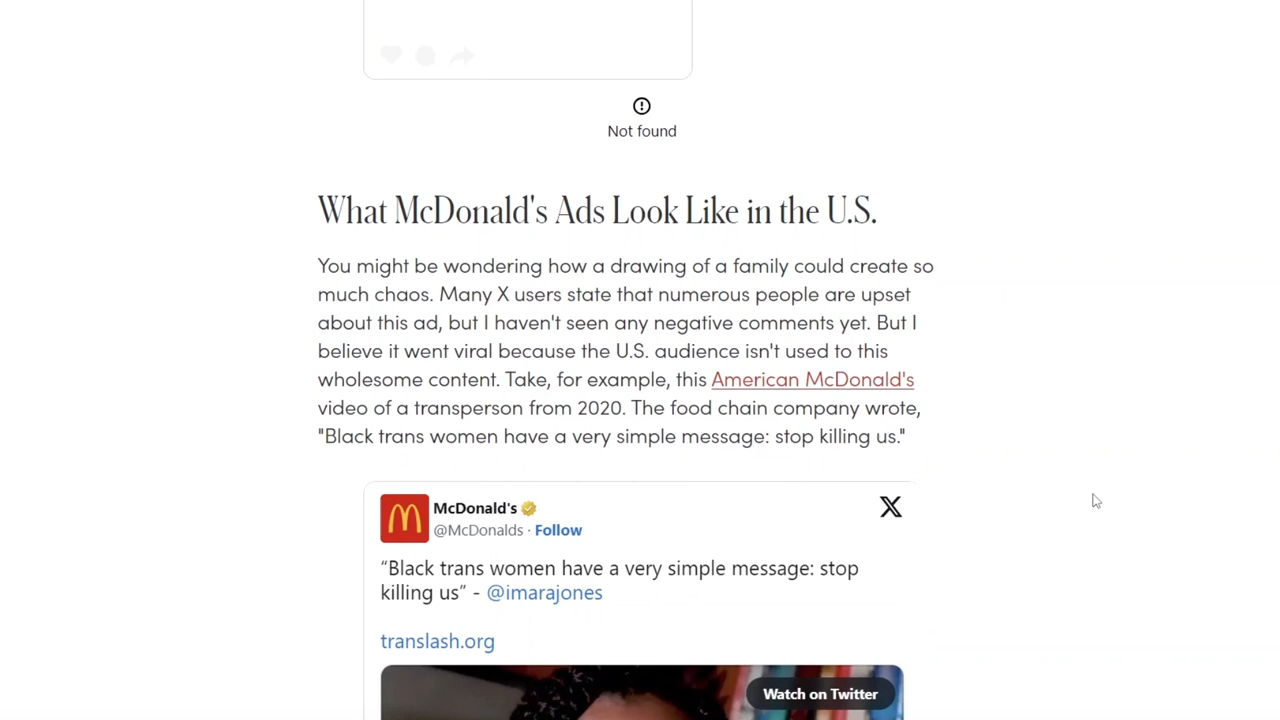 Not found
What McDonald's Ads Look Like in the U.S.
You might be wondering how a drawing of a family could create so
much chaos. Many X users state that numerous people are upset
about this ad, but I haven't seen any negative comments yet. But I
believe it went viral because the U.S. audience isn't used to this
wholesome content. Take, for example, this American McDonald's
video of a transperson from 2020. The food chain company wrote,
"Black trans women have a very simple message: stop killing us."
McDonald's
@McDonalds · Follow
“Black trans women have a very simple message: stop
killing us” - @imarajones
translash.org
Watch on Twitter